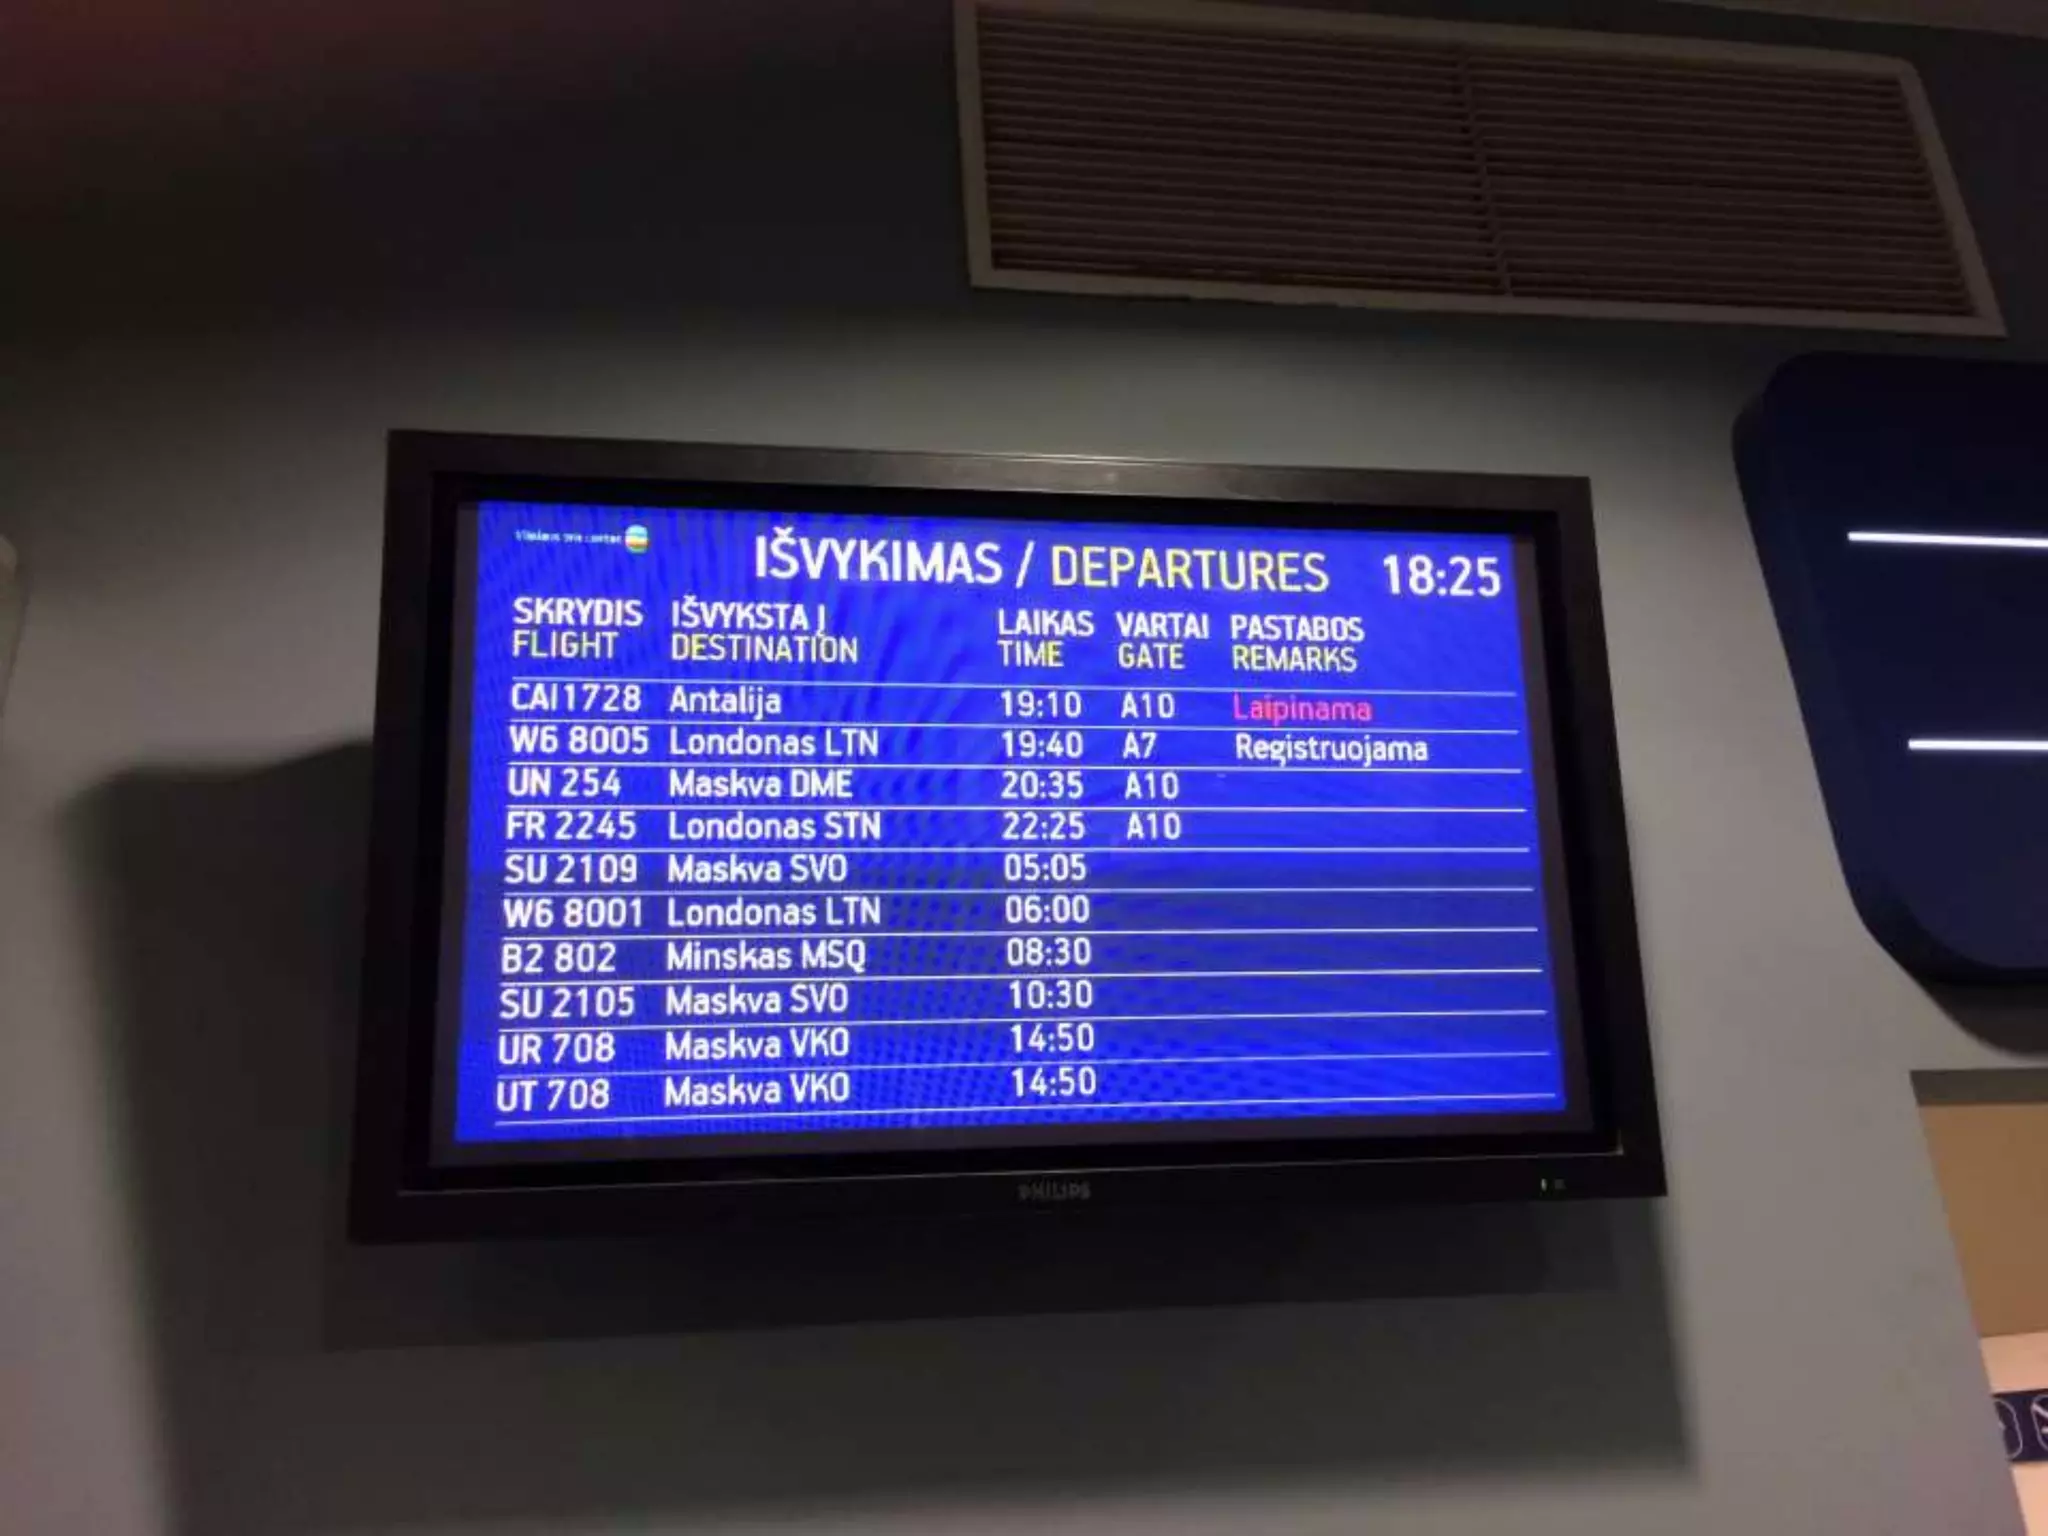 IŠVYKIMAS / DEPARTURES 18:25
SKRYDIS IŠVYKSTA Į LAIKAS VARTAI PASTABOS
FLIGHT DESTINATION TIME GATE REMARKS
CAI1728 Antalija 19:10 A10 Laipinama
W6 8005 Londonas LTN 19:40 A7 Registruojama
UN 254 Maskva DME 20:35 A10
FR 2245 Londonas STN 22:25 A10
SU 2109 Maskva SVO 05:05
W6 8001 Londonas LTN 06:00
B2 802 Minskas MSQ 08:30
SU 2105 Maskva SVO 10:30
UR 708 Maskva VKO 14:50
UT 708 Maskva VKO 14:50
PHILIPS